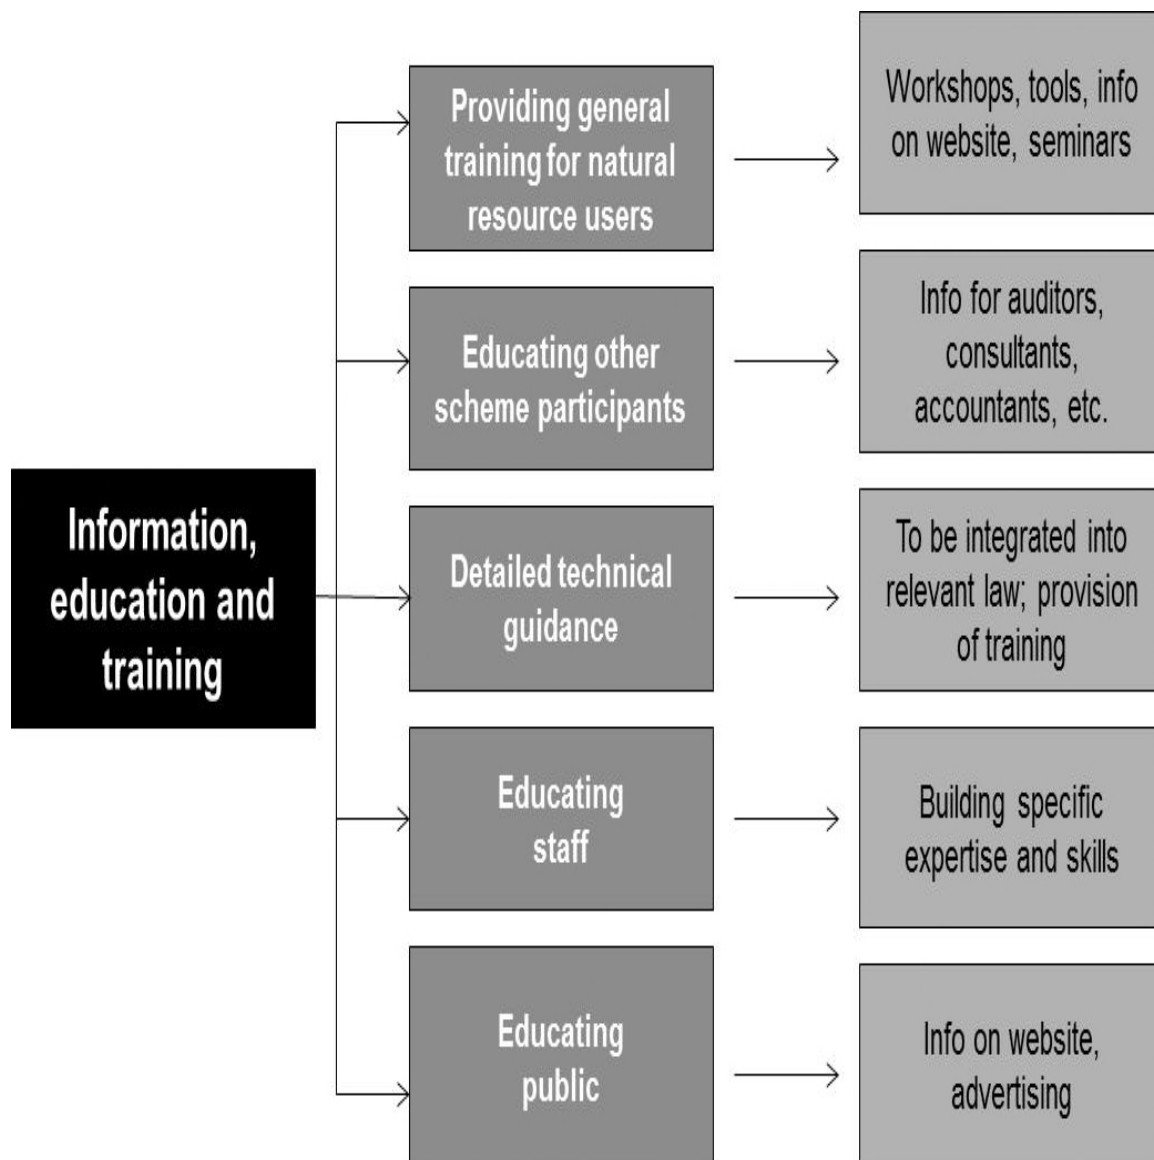 Information,
education and
training
Providing general
training for natural
resource users
Workshops, tools, info
on website, seminars
Educating other
scheme participants
Info for auditors,
consultants,
accountants, etc.
Detailed technical
guidance
To be integrated into
relevant law; provision
of training
Educating
staff
Building specific
expertise and skills
Educating
public
Info on website,
advertising